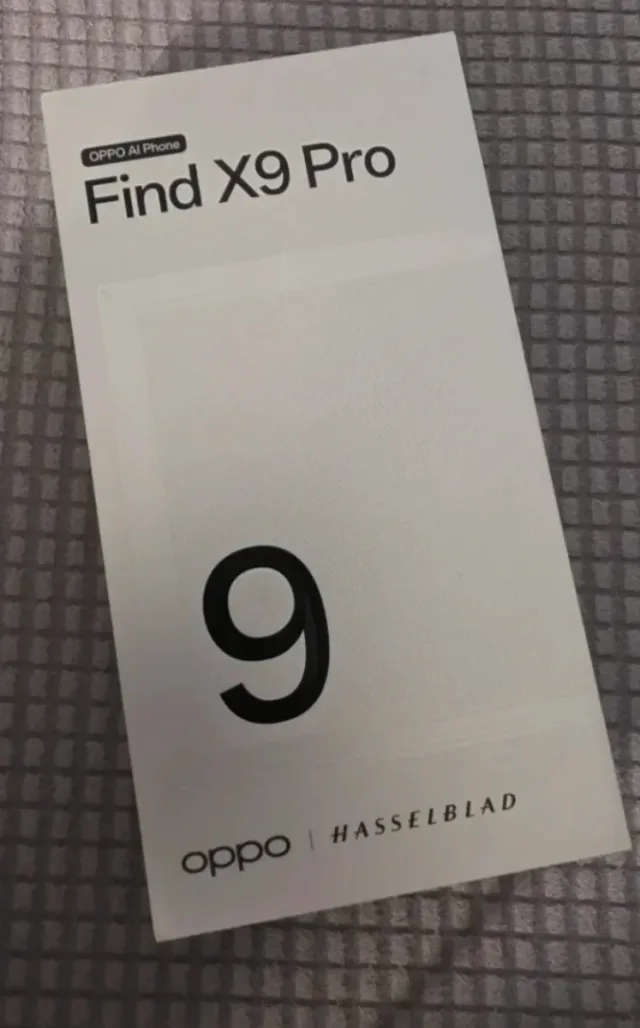 OPPO AI Phone
Find X9 Pro
9
oppo | HASSELBLAD